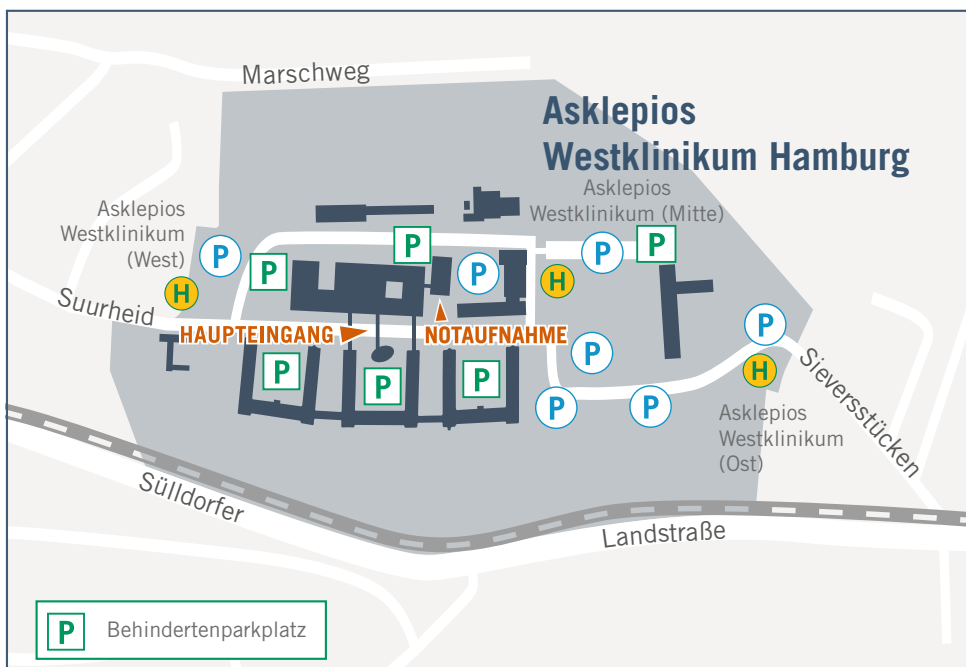 Marschweg
Asklepios
Westklinikum Hamburg
Asklepios
Westklinikum (Mitte)
Asklepios
Westklinikum
(West)
P
P
P
P
P
P
H
H
Suurheid
HAUPTEINGANG
NOTAUFNAHME
P
P
P
P
P
H
P
P
Sieversstücken
Asklepios
Westklinikum
(Ost)
Sülldorfer
Landstraße
P Behindertenparkplatz